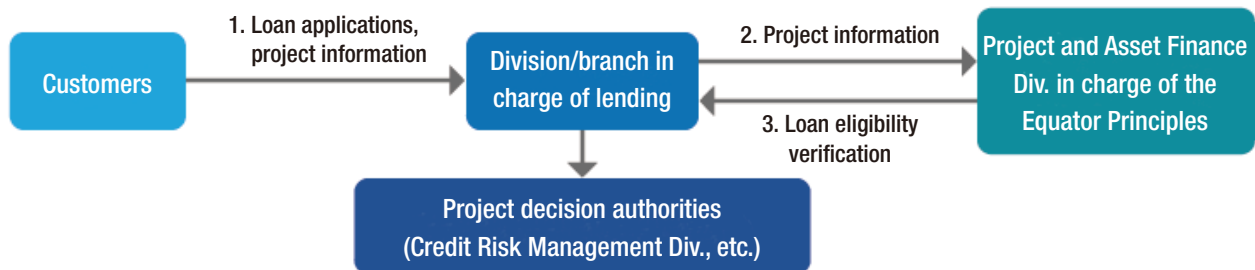 Customers
1. Loan applications,
project information
Division/branch in
charge of lending
2. Project information
3. Loan eligibility
verification
Project and Asset Finance
Div. in charge of the
Equator Principles
Project decision authorities
(Credit Risk Management Div., etc.)